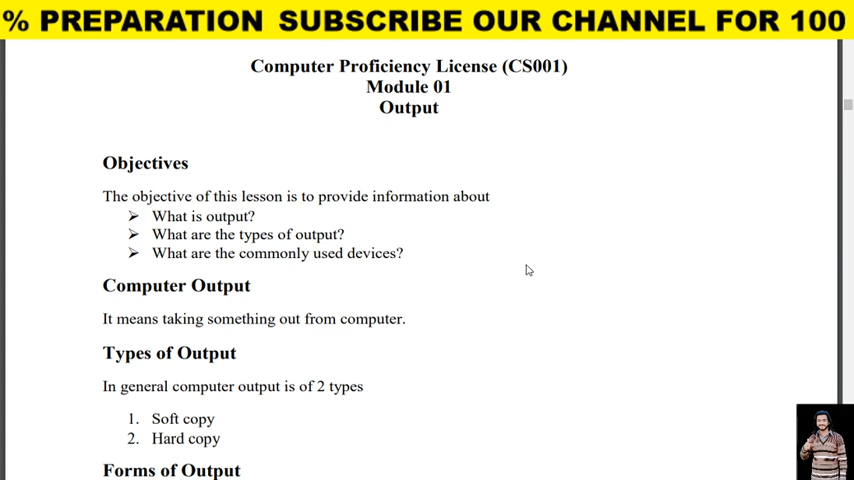 % PREPARATION SUBSCRIBE OUR CHANNEL FOR 100
Computer Proficiency License (CS001)
Module 01
Output
Objectives
The objective of this lesson is to provide information about
➢ What is output?
➢ What are the types of output?
➢ What are the commonly used devices?
Computer Output
It means taking something out from computer.
Types of Output
In general computer output is of 2 types
1. Soft copy
2. Hard copy
Forms of Output